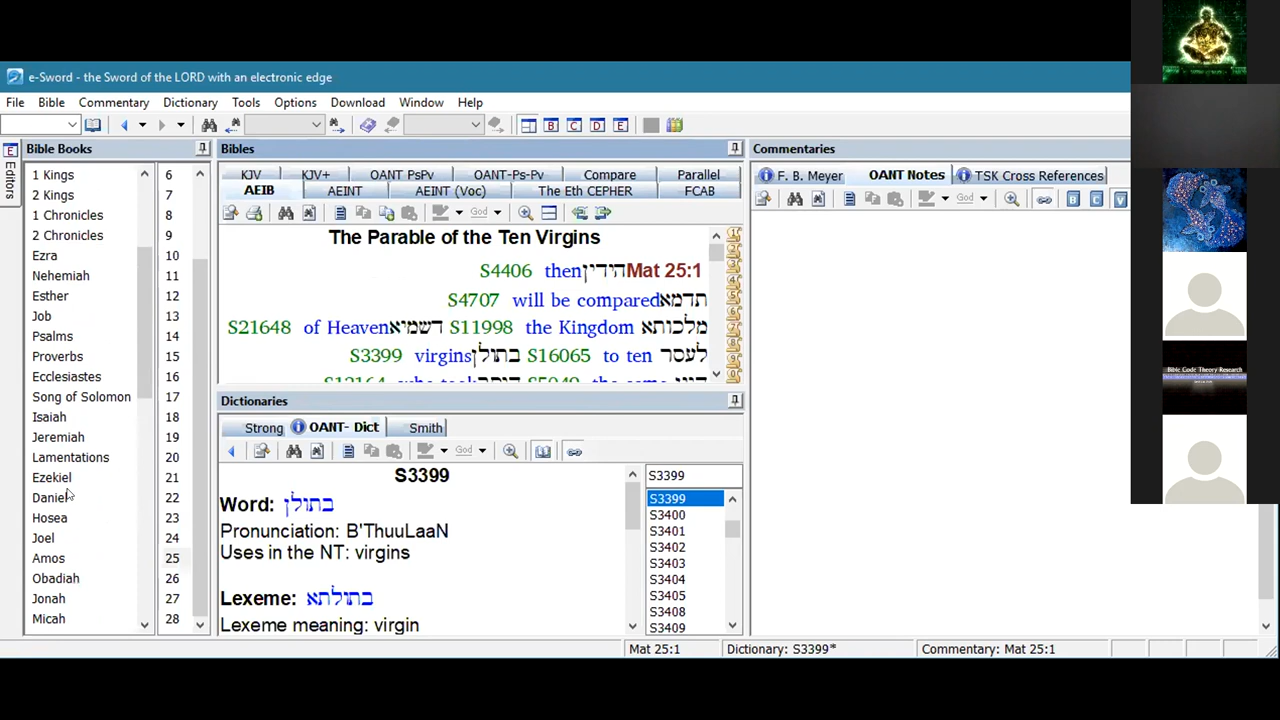 e-Sword - the Sword of the LORD with an electronic edge
File Bible Commentary Dictionary Tools Options Download Window Help
B C D E
E Editors
Bible Books
1 Kings
2 Kings
1 Chronicles
2 Chronicles
Ezra
Nehemiah
Esther
Job
Psalms
Proverbs
Ecclesiastes
Song of Solomon
Isaiah
Jeremiah
Lamentations
Ezekiel
Daniel
Hosea
Joel
Amos
Obadiah
Jonah
Micah
6
7
8
9
10
11
12
13
14
15
16
17
18
19
20
21
22
23
24
25
26
27
28
Bibles
KJV KJV+ OANT PsPv OANT-Ps-Pv Compare Parallel
AEIB AEINT AEINT (Voc) The Eth CEPHER FCAB
God
The Parable of the Ten Virgins
S4406 then הידין Mat 25:1
S4707 will be compared תדמא
S21648 of Heaven דשמיא S11998 the Kingdom מלכותא
S3399 virgins בתולן S16065 to ten לעסר
Dictionaries
Strong OANT- Dict Smith
God
S3399
Word: בתולן
Pronunciation: B'ThuuLaaN
Uses in the NT: virgins
Lexeme: בתולתא
Lexeme meaning: virgin
S3399
S3399
S3400
S3401
S3402
S3403
S3404
S3405
S3408
S3409
Commentaries
F. B. Meyer OANT Notes TSK Cross References
God B C V
Bible Code Theory Research
Mat 25:1 Dictionary: S3399* Commentary: Mat 25:1